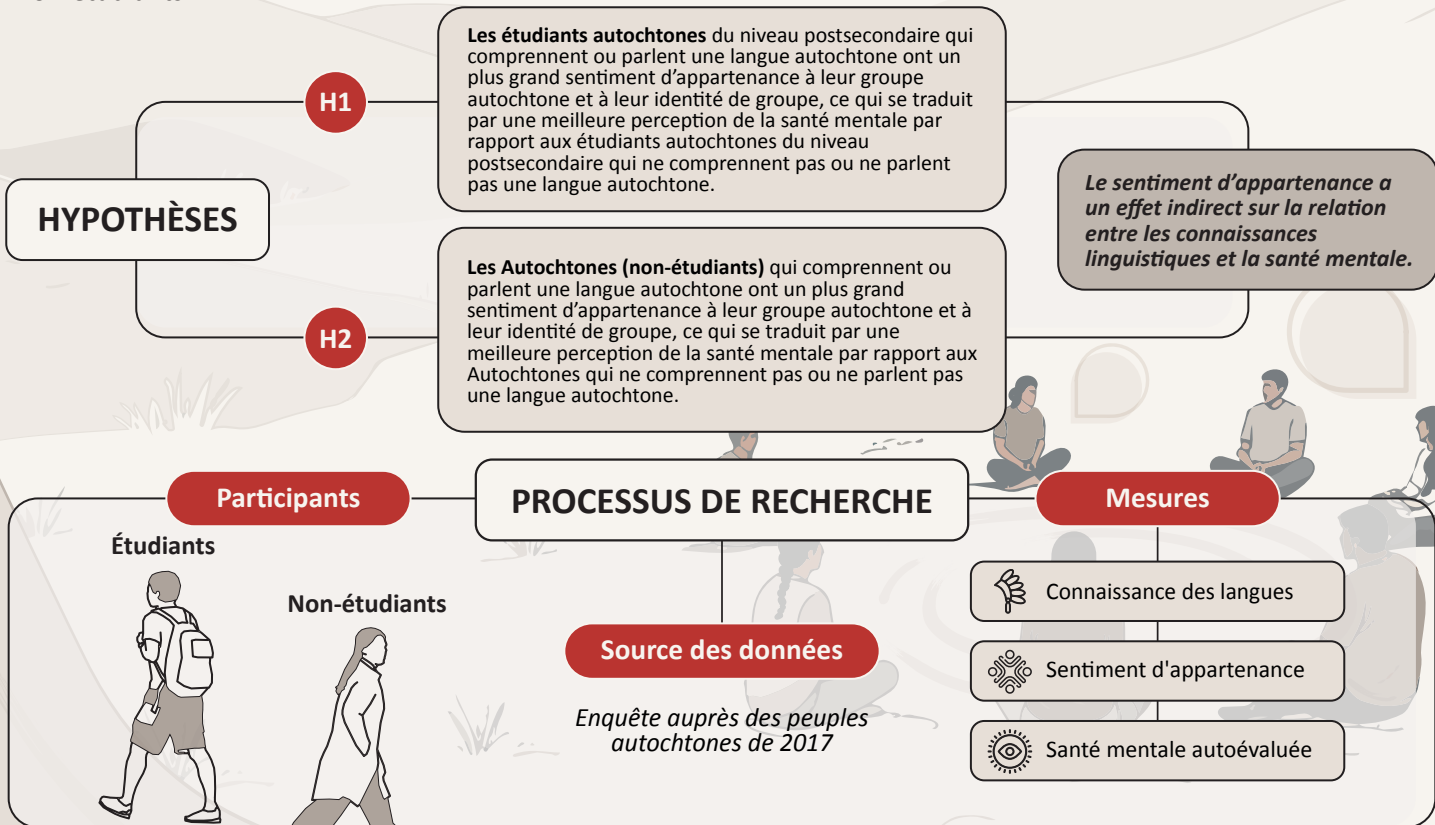 HYPOTHÈSES
H1
Les étudiants autochtones du niveau postsecondaire qui
comprennent ou parlent une langue autochtone ont un
plus grand sentiment d’appartenance à leur groupe
autochtone et à leur identité de groupe, ce qui se traduit
par une meilleure perception de la santé mentale par
rapport aux étudiants autochtones du niveau
postsecondaire qui ne comprennent pas ou ne parlent
pas une langue autochtone.
H2
Les Autochtones (non-étudiants) qui comprennent ou
parlent une langue autochtone ont un plus grand
sentiment d’appartenance à leur groupe autochtone et à
leur identité de groupe, ce qui se traduit par une
meilleure perception de la santé mentale par rapport aux
Autochtones qui ne comprennent pas ou ne parlent pas
une langue autochtone.
Le sentiment d’appartenance a
un effet indirect sur la relation
entre les connaissances
linguistiques et la santé mentale.
PROCESSUS DE RECHERCHE
Participants
Étudiants
Non-étudiants
Source des données
Enquête auprès des peuples
autochtones de 2017
Mesures
Connaissance des langues
Sentiment d'appartenance
Santé mentale autoévaluée